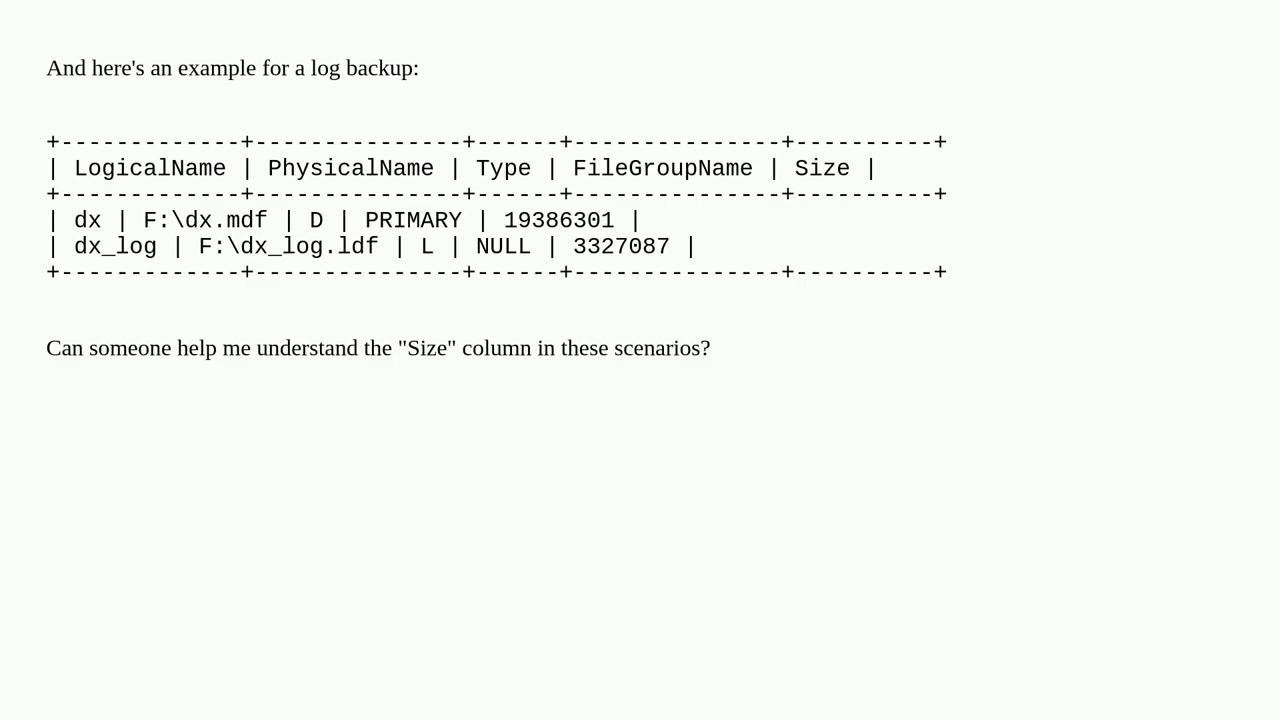 And here's an example for a log backup:
+-------------+---------------+------+---------------+----------+
| LogicalName | PhysicalName | Type | FileGroupName | Size |
+-------------+---------------+------+---------------+----------+
| dx | F:\dx.mdf | D | PRIMARY | 19386301 |
| dx_log | F:\dx_log.ldf | L | NULL | 3327087 |
+-------------+---------------+------+---------------+----------+
Can someone help me understand the "Size" column in these scenarios?